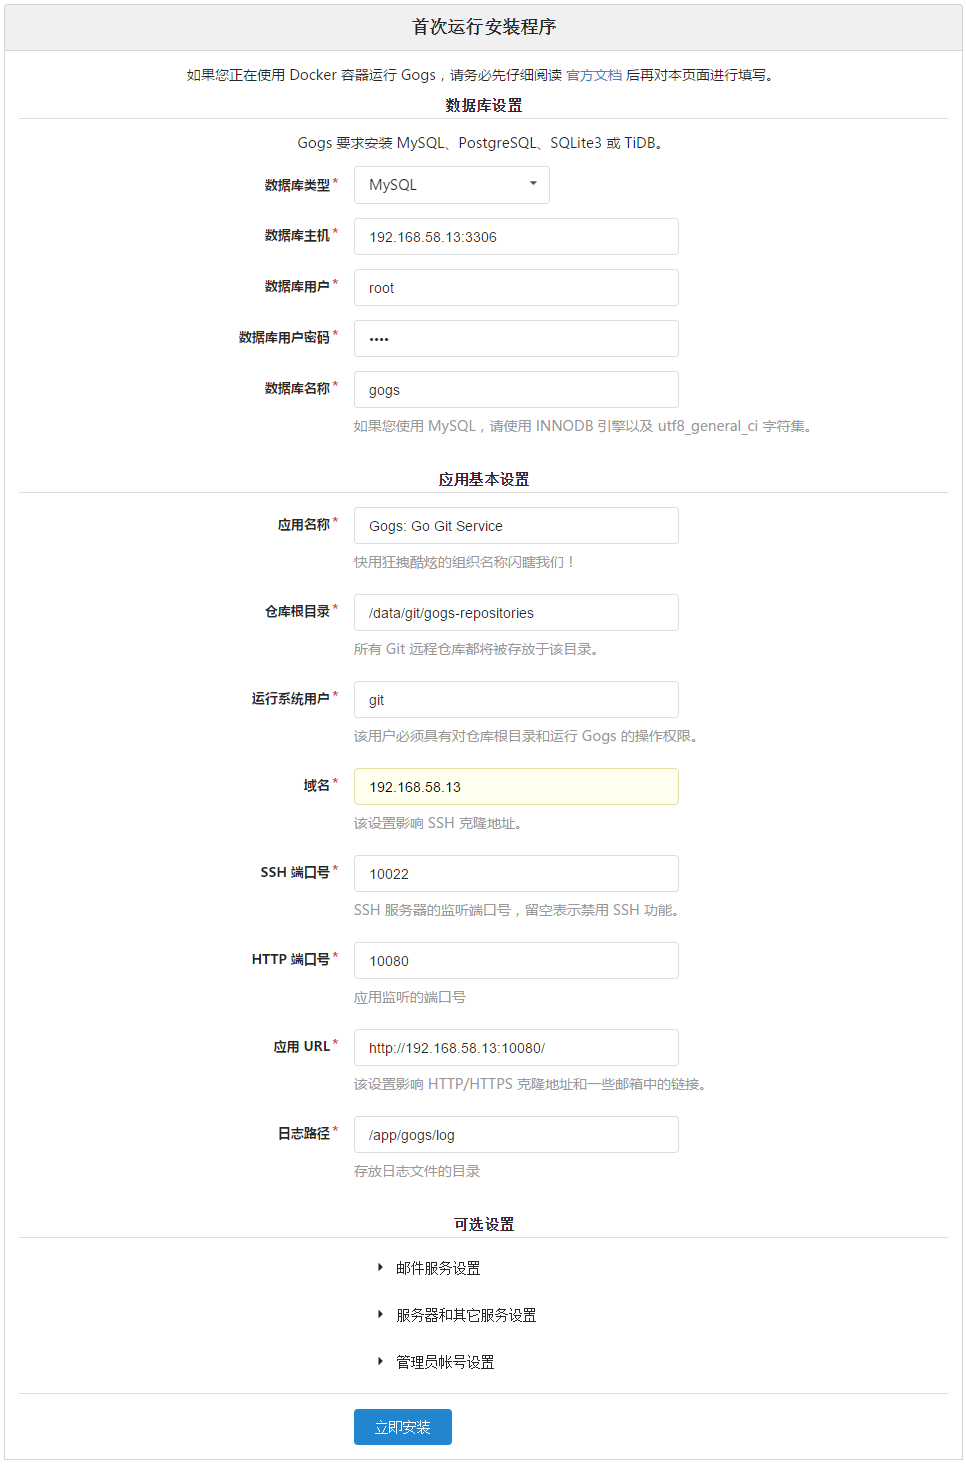 首次运行安装程序
如果您正在使用 Docker 容器运行 Gogs，请务必先仔细阅读 官方文档 后再对本页面进行填写。
数据库设置
Gogs 要求安装 MySQL、PostgreSQL、SQLite3 或 TiDB。
数据库类型* MySQL
数据库主机* 192.168.58.13:3306
数据库用户* root
数据库用户密码* ••••
数据库名称* gogs
如果您使用 MySQL，请使用 INNODB 引擎以及 utf8_general_ci 字符集。
应用基本设置
应用名称* Gogs: Go Git Service
快用狂拽酷炫的组织名称闪瞎我们！
仓库根目录* /data/git/gogs-repositories
所有 Git 远程仓库都将被存放于该目录。
运行系统用户* git
该用户必须具有对仓库根目录和运行 Gogs 的操作权限。
域名* 192.168.58.13
该设置影响 SSH 克隆地址。
SSH 端口号* 10022
SSH 服务器的监听端口号，留空表示禁用 SSH 功能。
HTTP 端口号* 10080
应用监听的端口号
应用 URL* http://192.168.58.13:10080/
该设置影响 HTTP/HTTPS 克隆地址和一些邮箱中的链接。
日志路径* /app/gogs/log
存放日志文件的目录
可选设置
邮件服务设置
服务器和其它服务设置
管理员帐号设置
立即安装